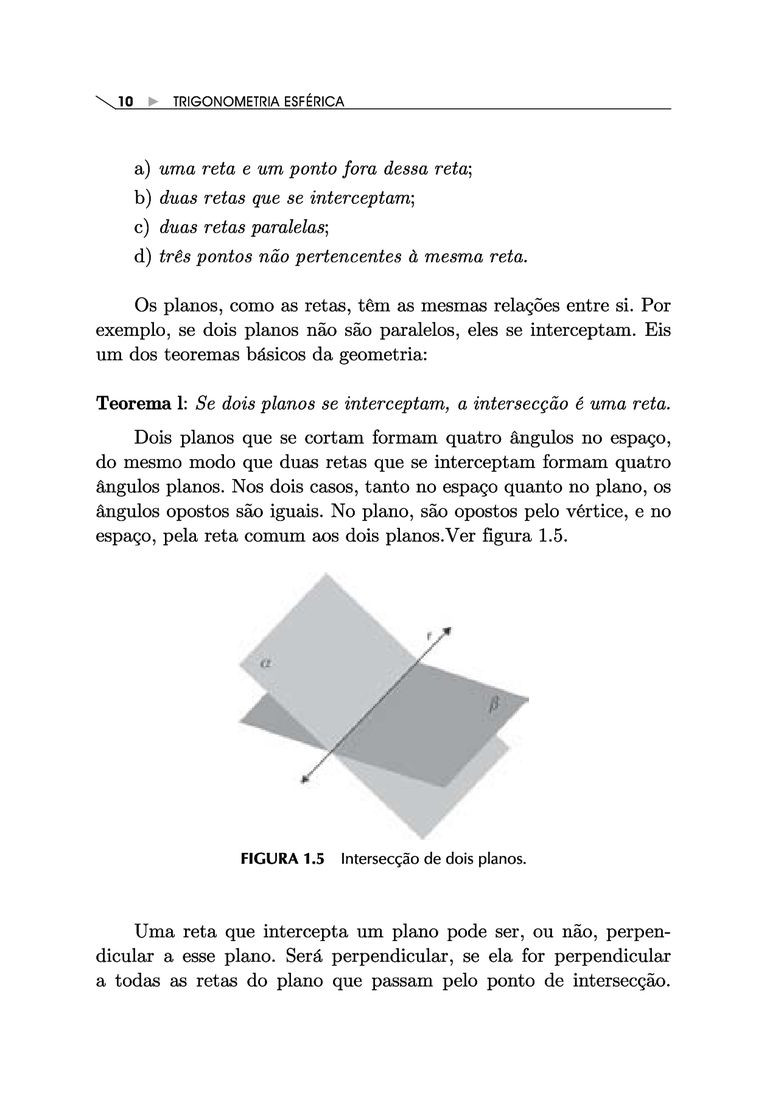 10 ▶ TRIGONOMETRIA ESFÉRICA
a) uma reta e um ponto fora dessa reta;
b) duas retas que se interceptam;
c) duas retas paralelas;
d) três pontos não pertencentes à mesma reta.
Os planos, como as retas, têm as mesmas relações entre si. Por
exemplo, se dois planos não são paralelos, eles se interceptam. Eis
um dos teoremas básicos da geometria:
Teorema l: Se dois planos se interceptam, a intersecção é uma reta.
Dois planos que se cortam formam quatro ângulos no espaço,
do mesmo modo que duas retas que se interceptam formam quatro
ângulos planos. Nos dois casos, tanto no espaço quanto no plano, os
ângulos opostos são iguais. No plano, são opostos pelo vértice, e no
espaço, pela reta comum aos dois planos.Ver figura 1.5.
r
α
β
FIGURA 1.5 Intersecção de dois planos.
Uma reta que intercepta um plano pode ser, ou não, perpen-
dicular a esse plano. Será perpendicular, se ela for perpendicular
a todas as retas do plano que passam pelo ponto de intersecção.